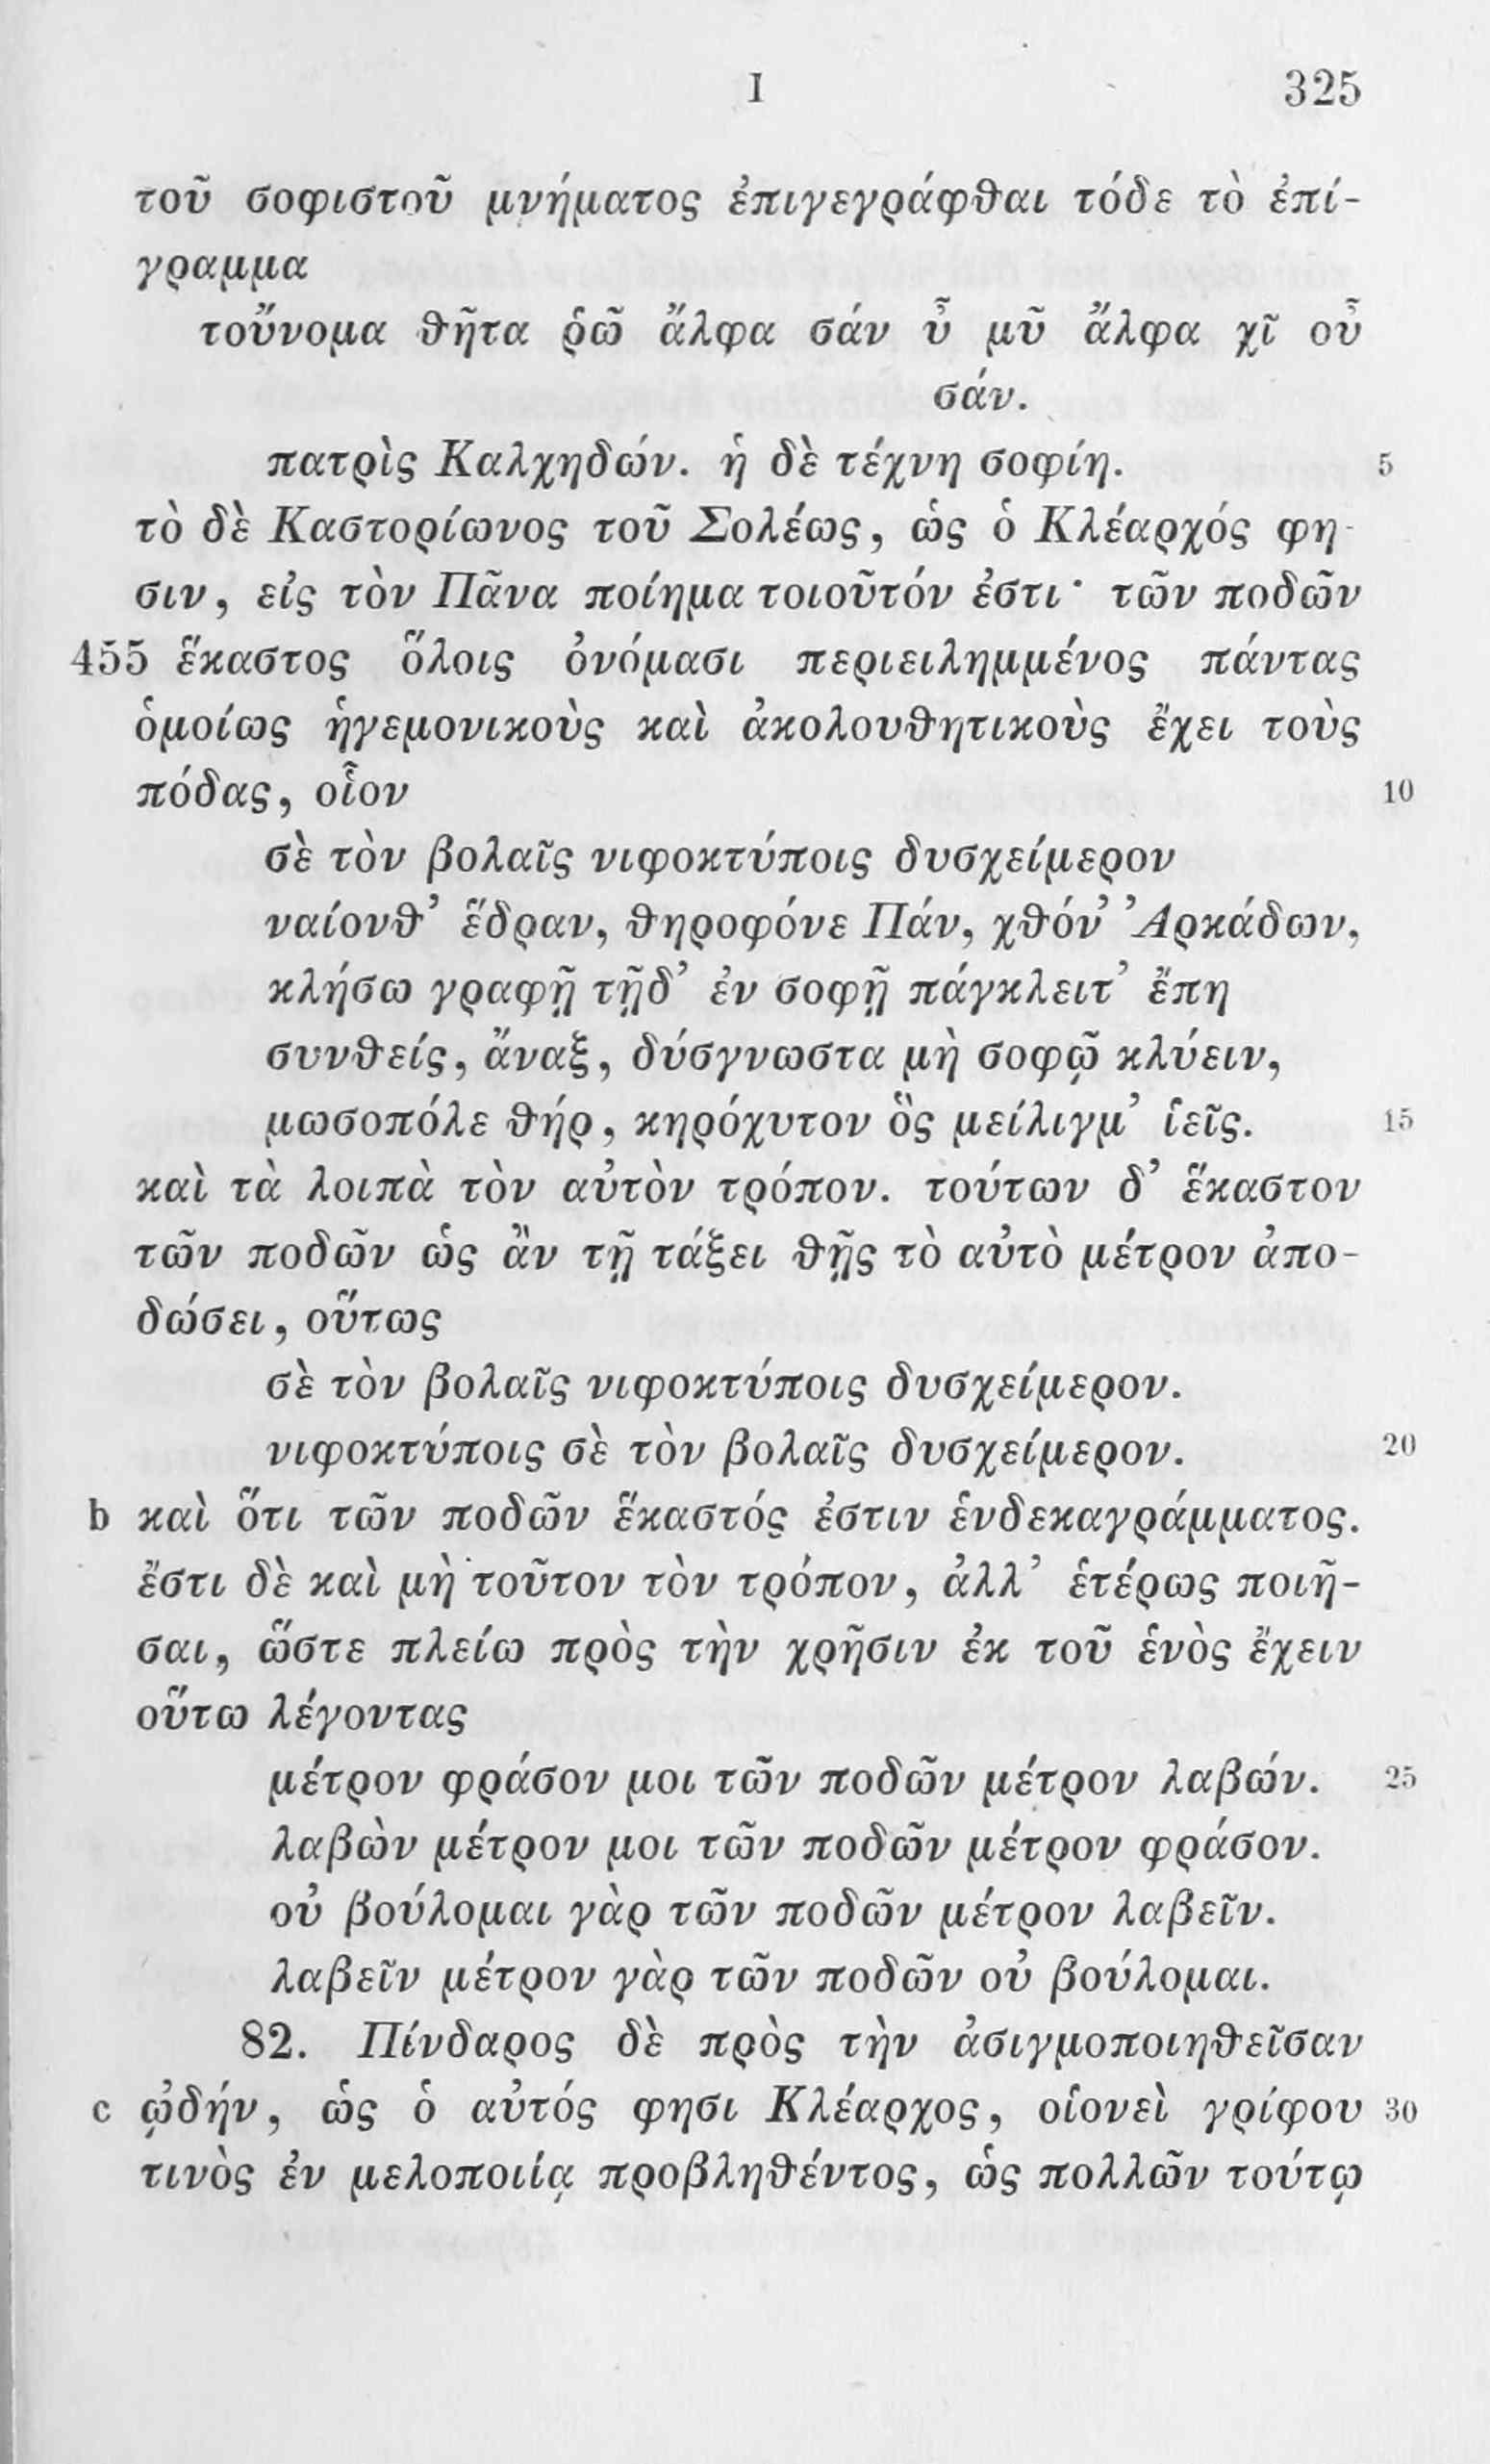 I 325
τοῦ σοφιστοῦ μνήματος ἐπιγεγράφθαι τόδε τὸ ἐπί-
γραμμα
τοὔνομα θῆτα ῥῶ ἄλφα σάν ὖ μῦ ἄλφα χῖ οὖ
σάν.
πατρὶς Καλχηδών. ἡ δὲ τέχνη σοφίη. 5
τὸ δὲ Καστορίωνος τοῦ Σολέως, ὡς ὁ Κλέαρχός φη-
σιν, εἰς τὸν Πᾶνα ποίημα τοιοῦτόν ἐστι· τῶν ποδῶν
455 ἕκαστος ὅλοις ὀνόμασι περιειλημμένος πάντας
ὁμοίως ἡγεμονικοὺς καὶ ἀκολουθητικοὺς ἔχει τοὺς
πόδας, οἷον 10
σὲ τὸν βολαῖς νιφοκτύποις δυσχείμερον
ναίονθ’ ἕδραν, θηροφόνε Πάν, χθόν’ Ἀρκάδων,
κλήσω γραφῇ τῇδ’ ἐν σοφῇ πάγκλειτ’ ἔπη
συνθείς, ἄναξ, δύσγνωστα μὴ σοφῷ κλύειν,
μωσοπόλε θήρ, κηρόχυτον ὃς μείλιγμ’ ἱεῖς. 15
καὶ τὰ λοιπὰ τὸν αὐτὸν τρόπον. τούτων δ’ ἕκαστον
τῶν ποδῶν ὡς ἂν τῇ τάξει θῇς τὸ αὐτὸ μέτρον ἀπο-
δώσει, οὕτως
σὲ τὸν βολαῖς νιφοκτύποις δυσχείμερον.
νιφοκτύποις σὲ τὸν βολαῖς δυσχείμερον. 20
b καὶ ὅτι τῶν ποδῶν ἕκαστός ἐστιν ἑνδεκαγράμματος.
ἔστι δὲ καὶ μὴ τοῦτον τὸν τρόπον, ἀλλ’ ἑτέρως ποιῆ-
σαι, ὥστε πλείω πρὸς τὴν χρῆσιν ἐκ τοῦ ἑνὸς ἔχειν
οὕτω λέγοντας
μέτρον φράσον μοι τῶν ποδῶν μέτρον λαβών. 25
λαβὼν μέτρον μοι τῶν ποδῶν μέτρον φράσον.
οὐ βούλομαι γὰρ τῶν ποδῶν μέτρον λαβεῖν.
λαβεῖν μέτρον γὰρ τῶν ποδῶν οὐ βούλομαι.
82. Πίνδαρος δὲ πρὸς τὴν ἀσιγμοποιηθεῖσαν
c ᾠδήν, ὡς ὁ αὐτός φησι Κλέαρχος, οἱονεὶ γρίφου 30
τινὸς ἐν μελοποιίᾳ προβληθέντος, ὡς πολλῶν τούτῳ